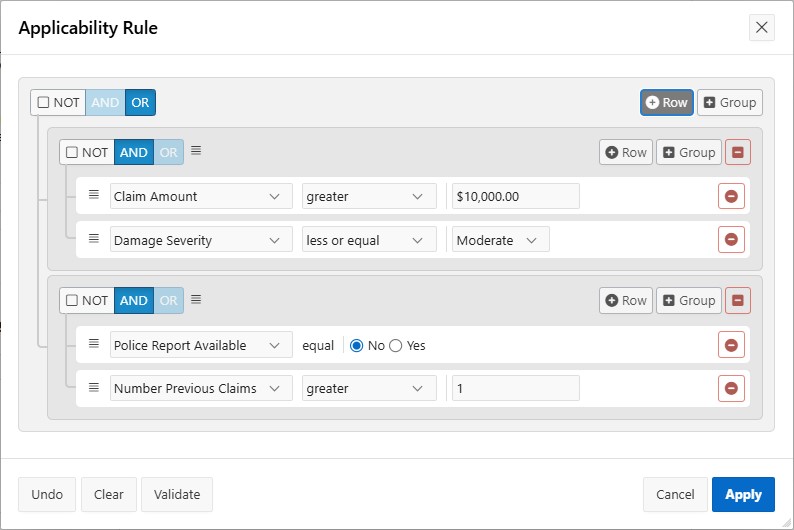 Applicability Rule
NOT AND OR Row Group
NOT AND OR Row Group
Claim Amount greater $10,000.00
Damage Severity less or equal Moderate
NOT AND OR Row Group
Police Report Available equal No Yes
Number Previous Claims greater 1
Undo Clear Validate Cancel Apply